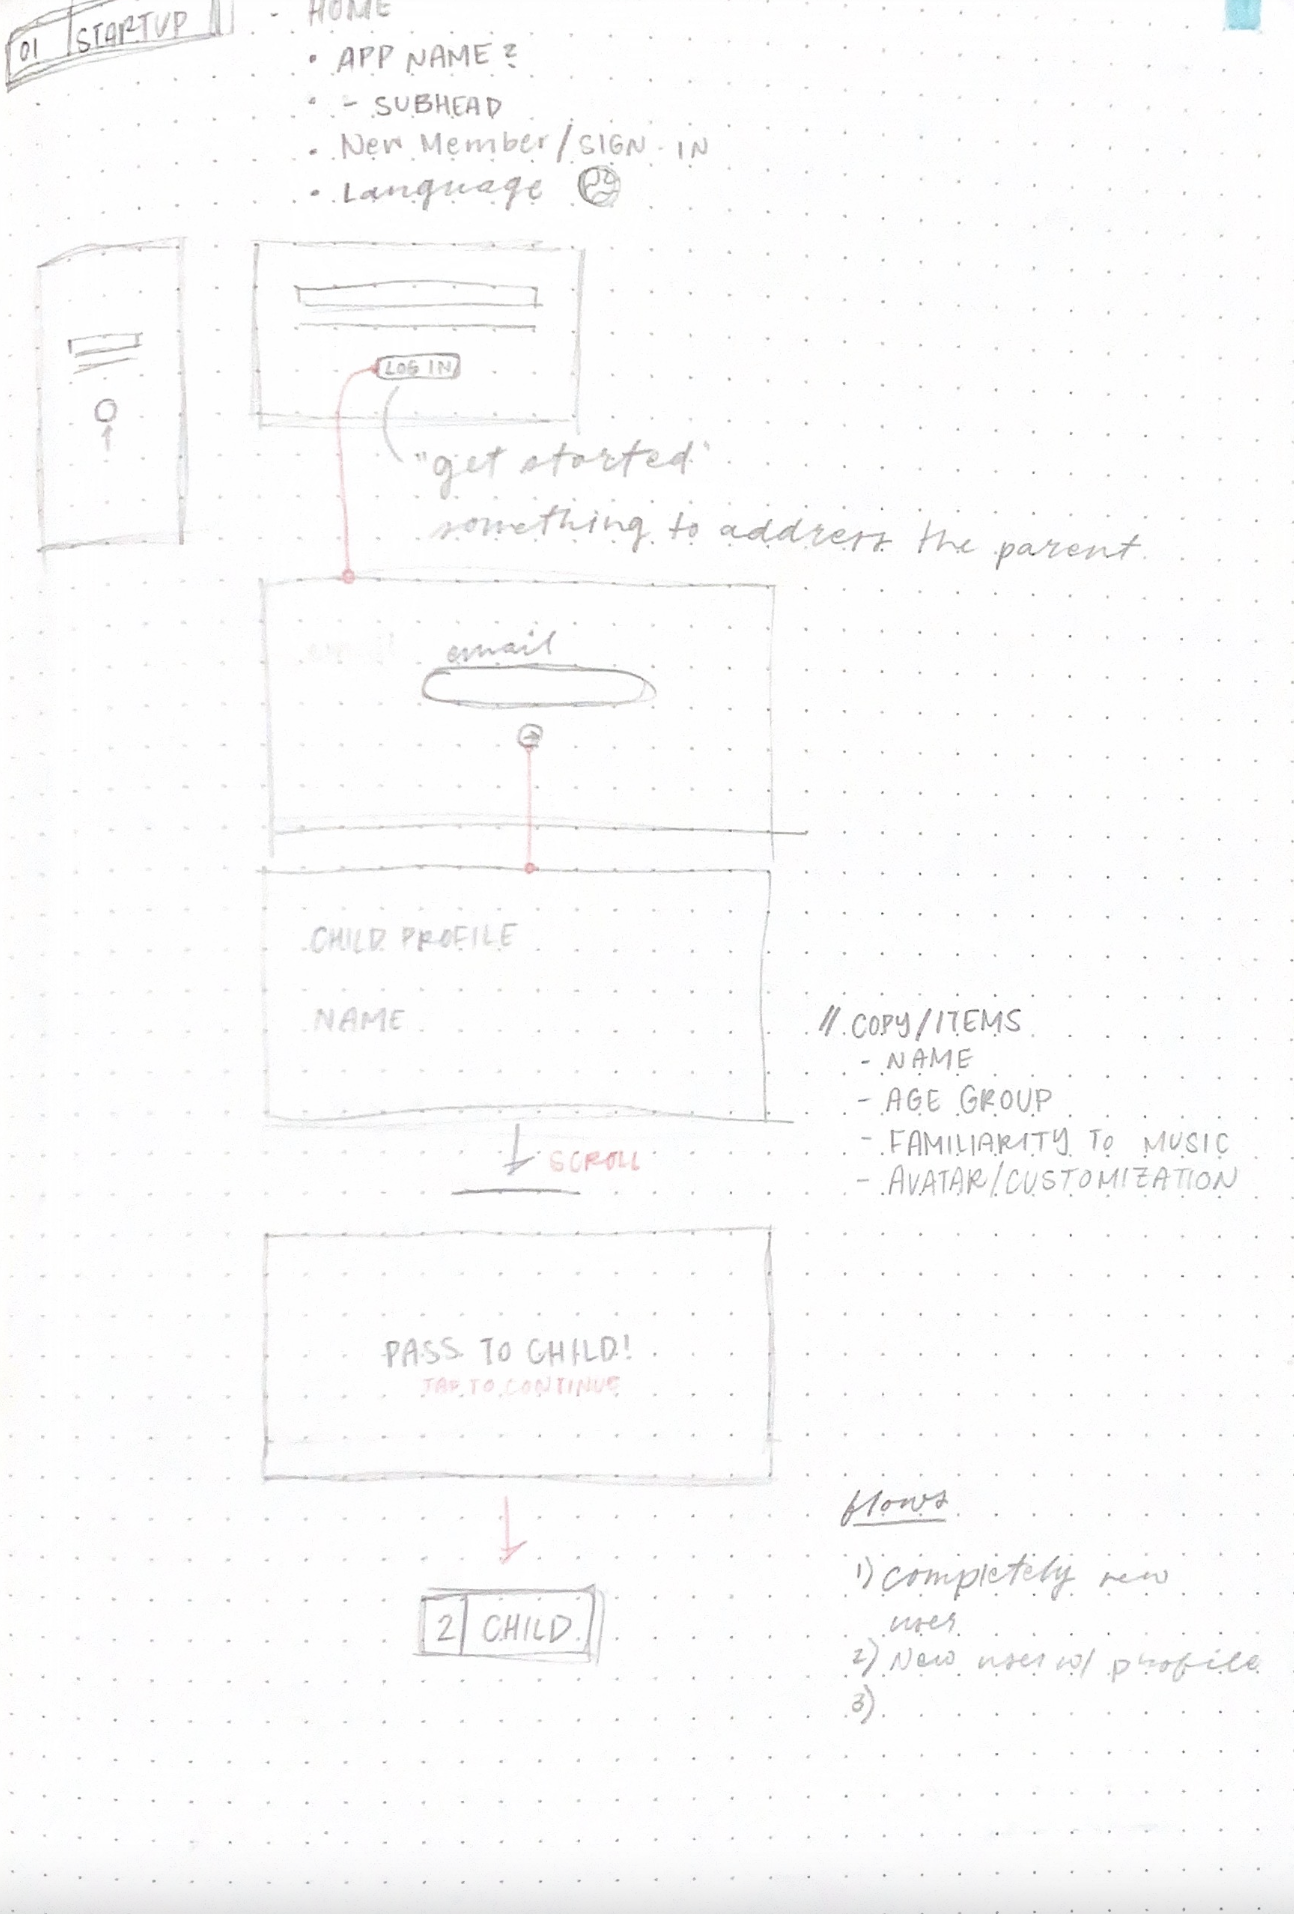 01 STARTUP
- HOME
• APP NAME?
• - SUBHEAD
• New Member/SIGN IN
• Language
LOG IN
"get started"
something to address the parent
email
CHILD PROFILE
NAME
// COPY/ITEMS
- NAME
- AGE GROUP
- FAMILIARITY TO MUSIC
- AVATAR/CUSTOMIZATION
SCROLL
PASS TO CHILD!
TAP TO CONTINUE
flows
1) completely new
user
2) New user w/ profile
3)
2 CHILD